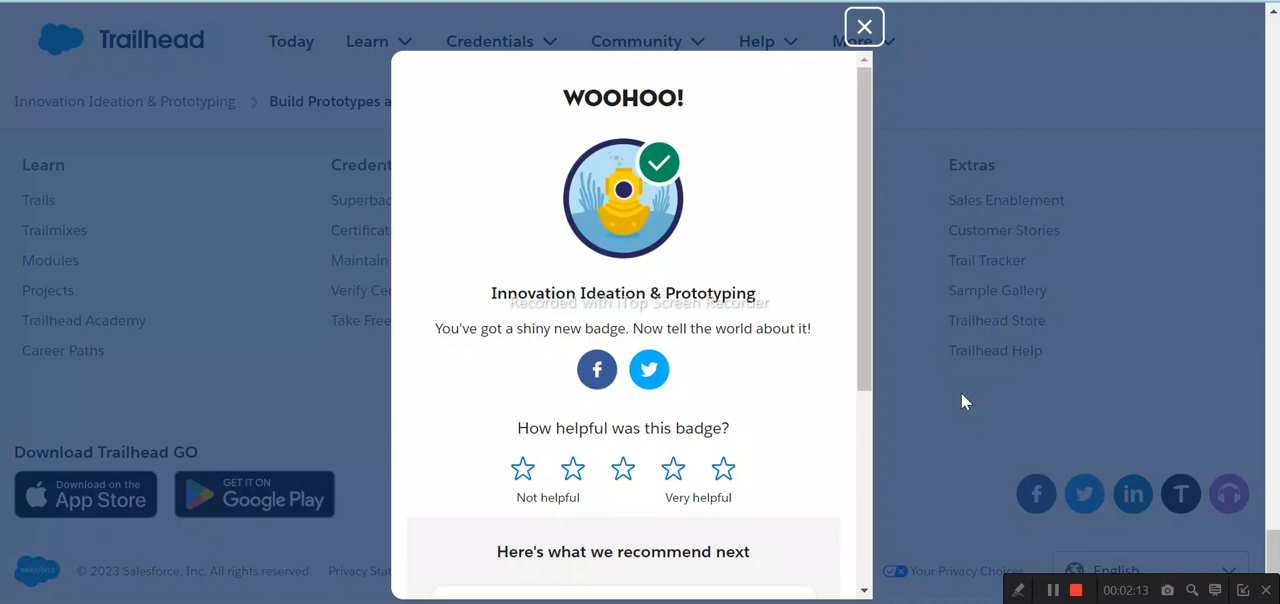 Trailhead
Today Learn Credentials Community Help More
Innovation Ideation & Prototyping > Build Prototypes a
WOOHOO!
Innovation Ideation & Prototyping
Recorded with iTop Screen Recorder
You've got a shiny new badge. Now tell the world about it!
How helpful was this badge?
Not helpful Very helpful
Here's what we recommend next
Learn
Trails
Trailmixes
Modules
Projects
Trailhead Academy
Career Paths
Credent
Superbac
Certificat
Maintain
Verify Cer
Take Free
Extras
Sales Enablement
Customer Stories
Trail Tracker
Sample Gallery
Trailhead Store
Trailhead Help
Download Trailhead GO
Download on the
App Store
GET IT ON
Google Play
salesforce © 2023 Salesforce, Inc. All rights reserved. Privacy Stat Your Privacy Choices English
00:02:13